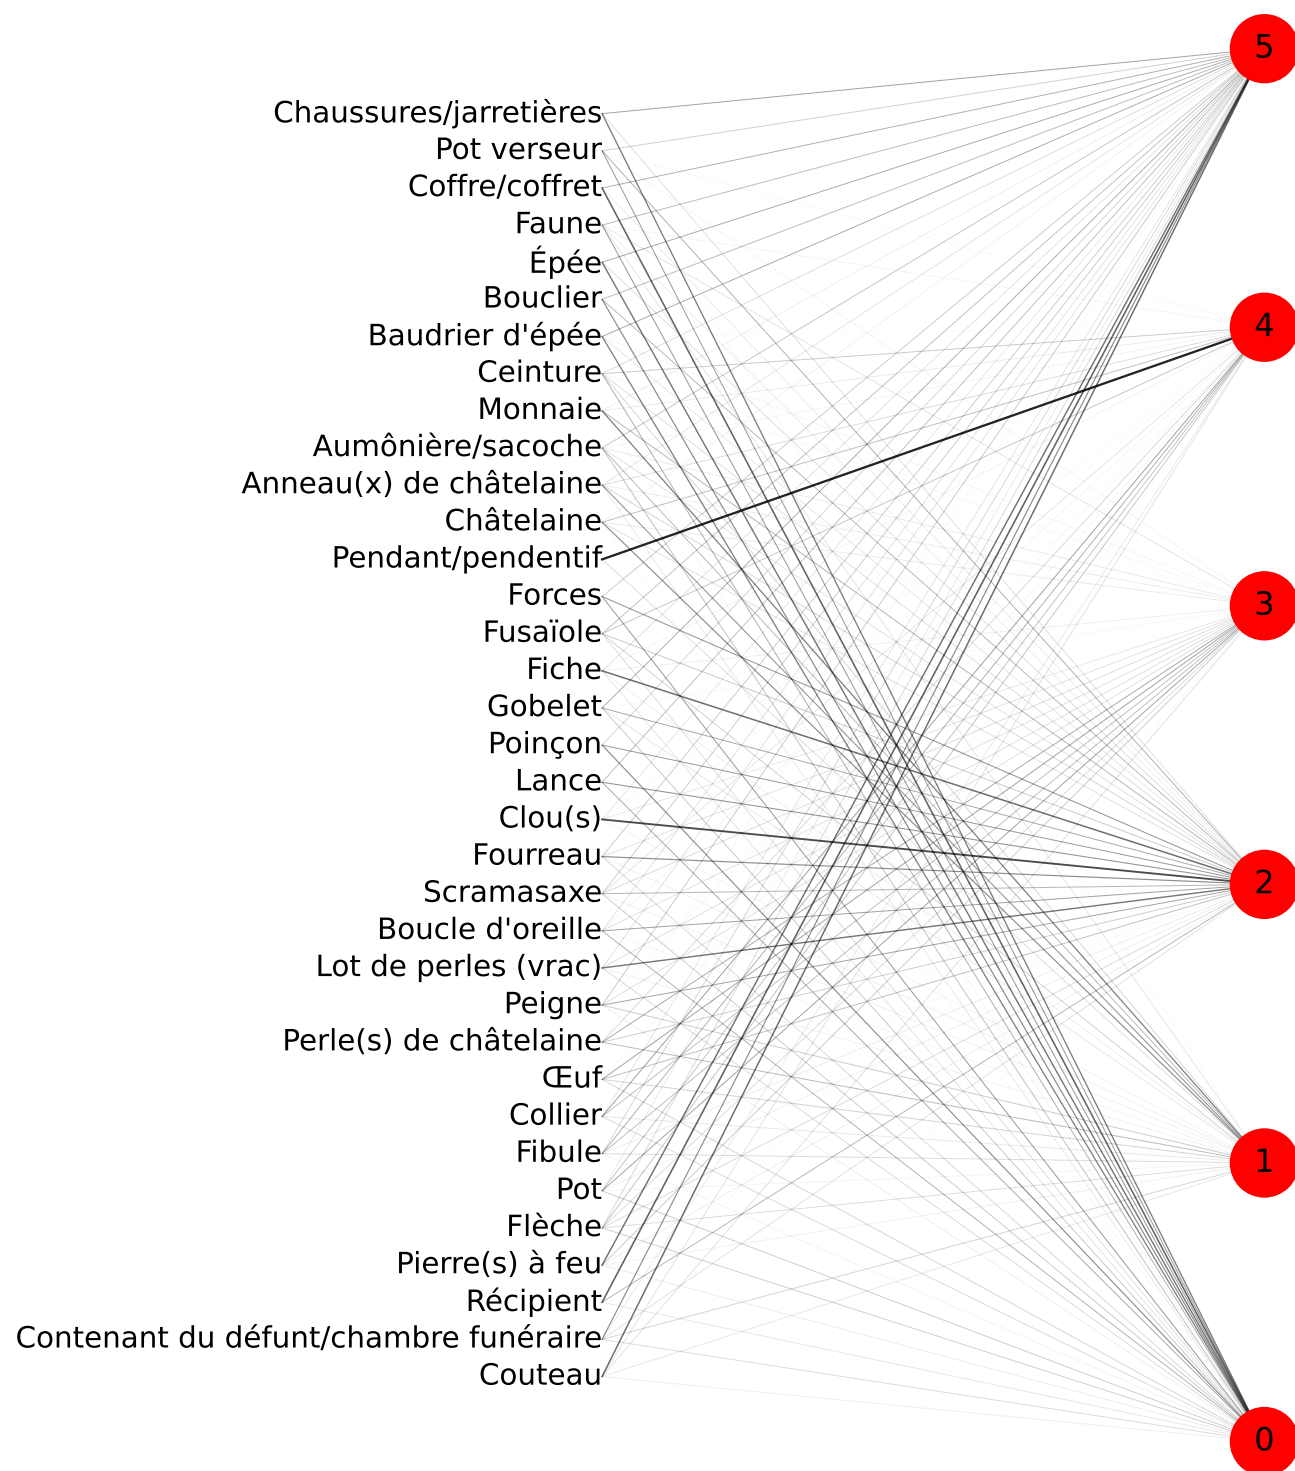 5
Chaussures/jarretières
Pot verseur
Coffre/coffret
Faune
Épée
Bouclier
4
Baudrier d'épée
Ceinture
Monnaie
Aumônière/sacoche
Anneau(x) de châtelaine
Châtelaine
Pendant/pendentif
Forces
3
Fusaïole
Fiche
Gobelet
Poinçon
Lance
Clou(s)
Fourreau
2
Scramasaxe
Boucle d'oreille
Lot de perles (vrac)
Peigne
Perle(s) de châtelaine
Œuf
Collier
Fibule
1
Pot
Flèche
Pierre(s) à feu
Récipient
Contenant du défunt/chambre funéraire
Couteau
0